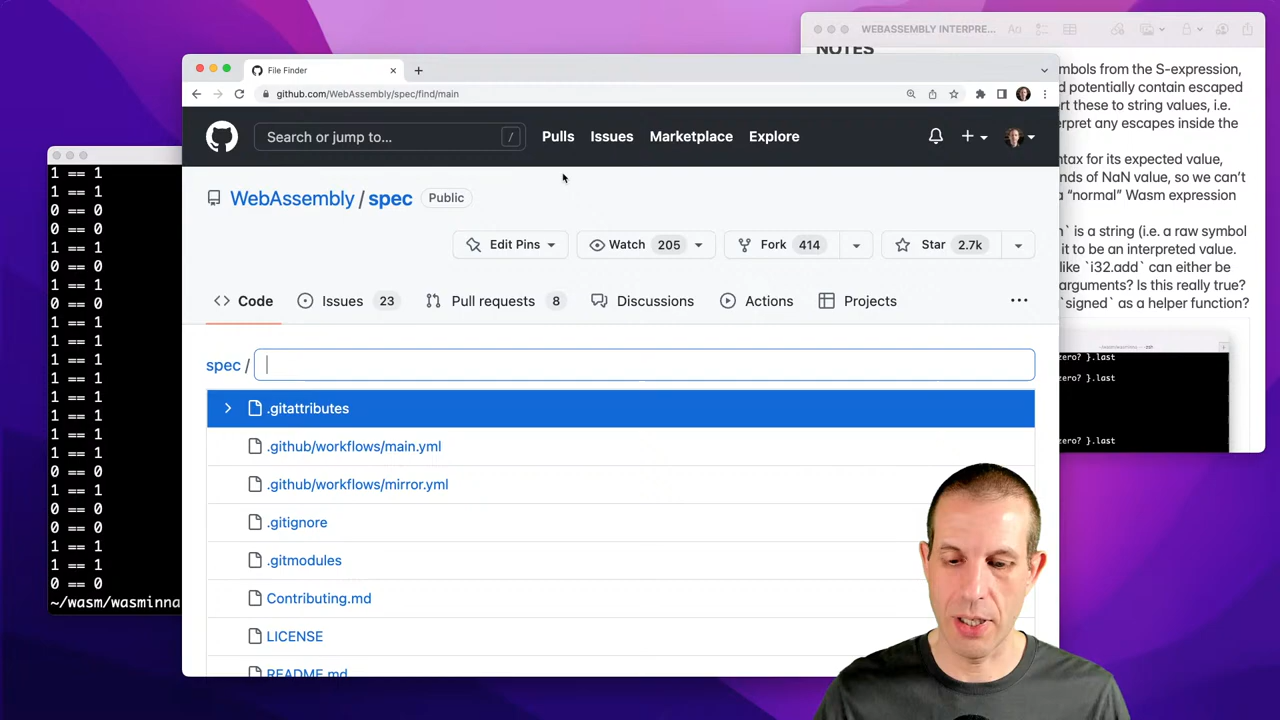 WEBASSEMBLY INTERPRE...
Aa
NOTES
mbols from the S-expression,
d potentially contain escaped
rt these to string values, i.e.
rpret any escapes inside the
ntax for its expected value,
nds of NaN value, so we can't
a “normal” Wasm expression
n` is a string (i.e. a raw symbol
it to be an interpreted value.
like `i32.add` can either be
arguments? Is this really true?
`signed` as a helper function?
zero? }.last
zero? }.last
zero? }.last
File Finder
github.com/WebAssembly/spec/find/main
Search or jump to... /
Pulls
Issues
Marketplace
Explore
WebAssembly / spec Public
Edit Pins
Watch 205
Fork 414
Star 2.7k
Code
Issues 23
Pull requests 8
Discussions
Actions
Projects
spec /
.gitattributes
.github/workflows/main.yml
.github/workflows/mirror.yml
.gitignore
.gitmodules
Contributing.md
LICENSE
README.md
1 == 1
1 == 1
0 == 0
0 == 0
1 == 1
0 == 0
1 == 1
0 == 0
1 == 1
1 == 1
1 == 1
1 == 1
1 == 1
1 == 1
1 == 1
1 == 1
0 == 0
1 == 1
0 == 0
0 == 0
1 == 1
1 == 1
0 == 0
~/wasm/wasminna